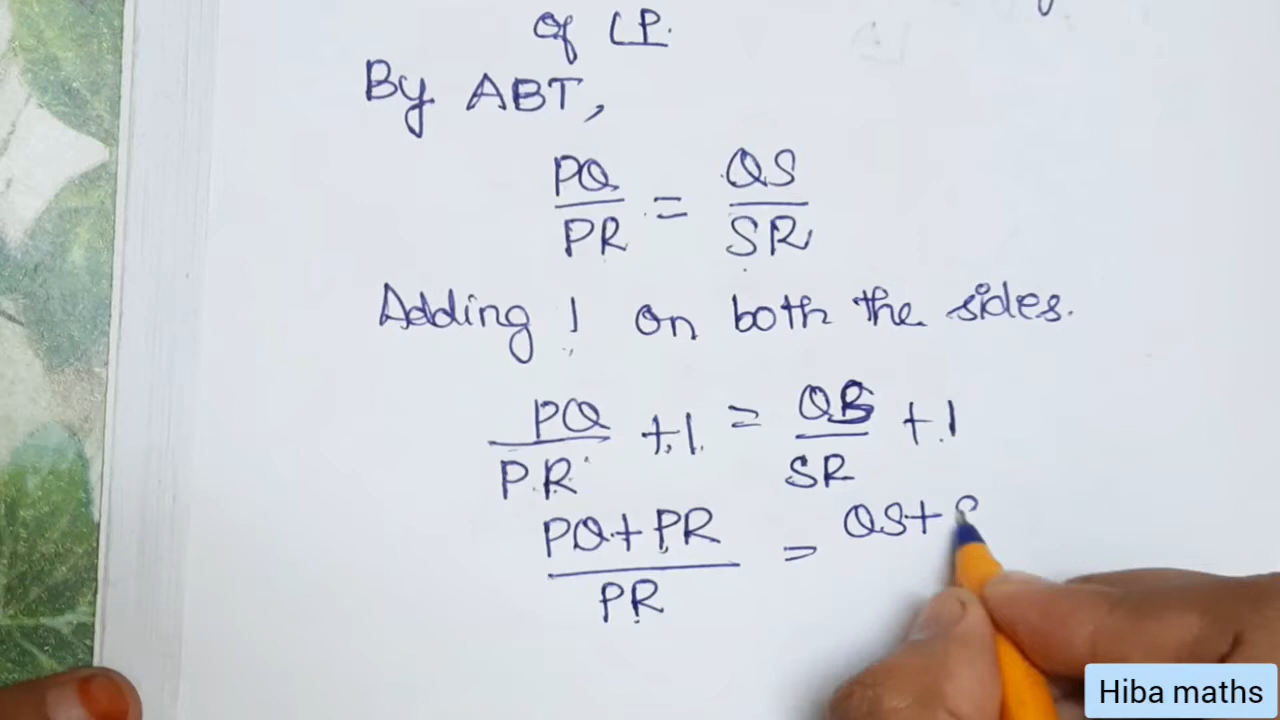 of ∠P.
By ABT,
PQ/PR = QS/SR
Adding 1 on both the sides.
PQ/PR + 1 = QS/SR + 1
PQ+PR/PR = QS+
Hiba maths